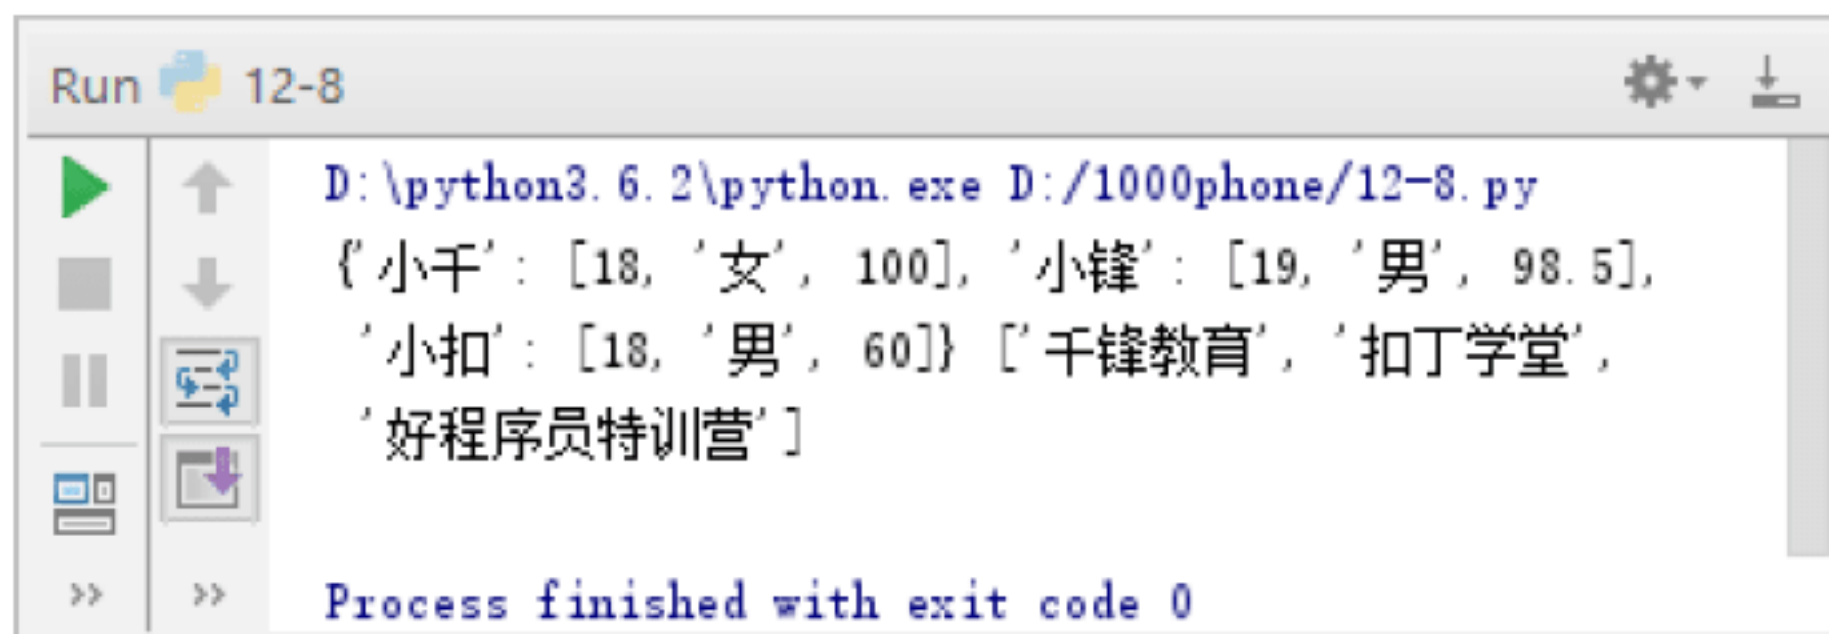 Run 12-8
D:\python3.6.2\python.exe D:/1000phone/12-8.py
{'小千': [18, '女', 100], '小锋': [19, '男', 98.5],
'小扣': [18, '男', 60]} ['千锋教育', '扣丁学堂',
'好程序员特训营']
Process finished with exit code 0